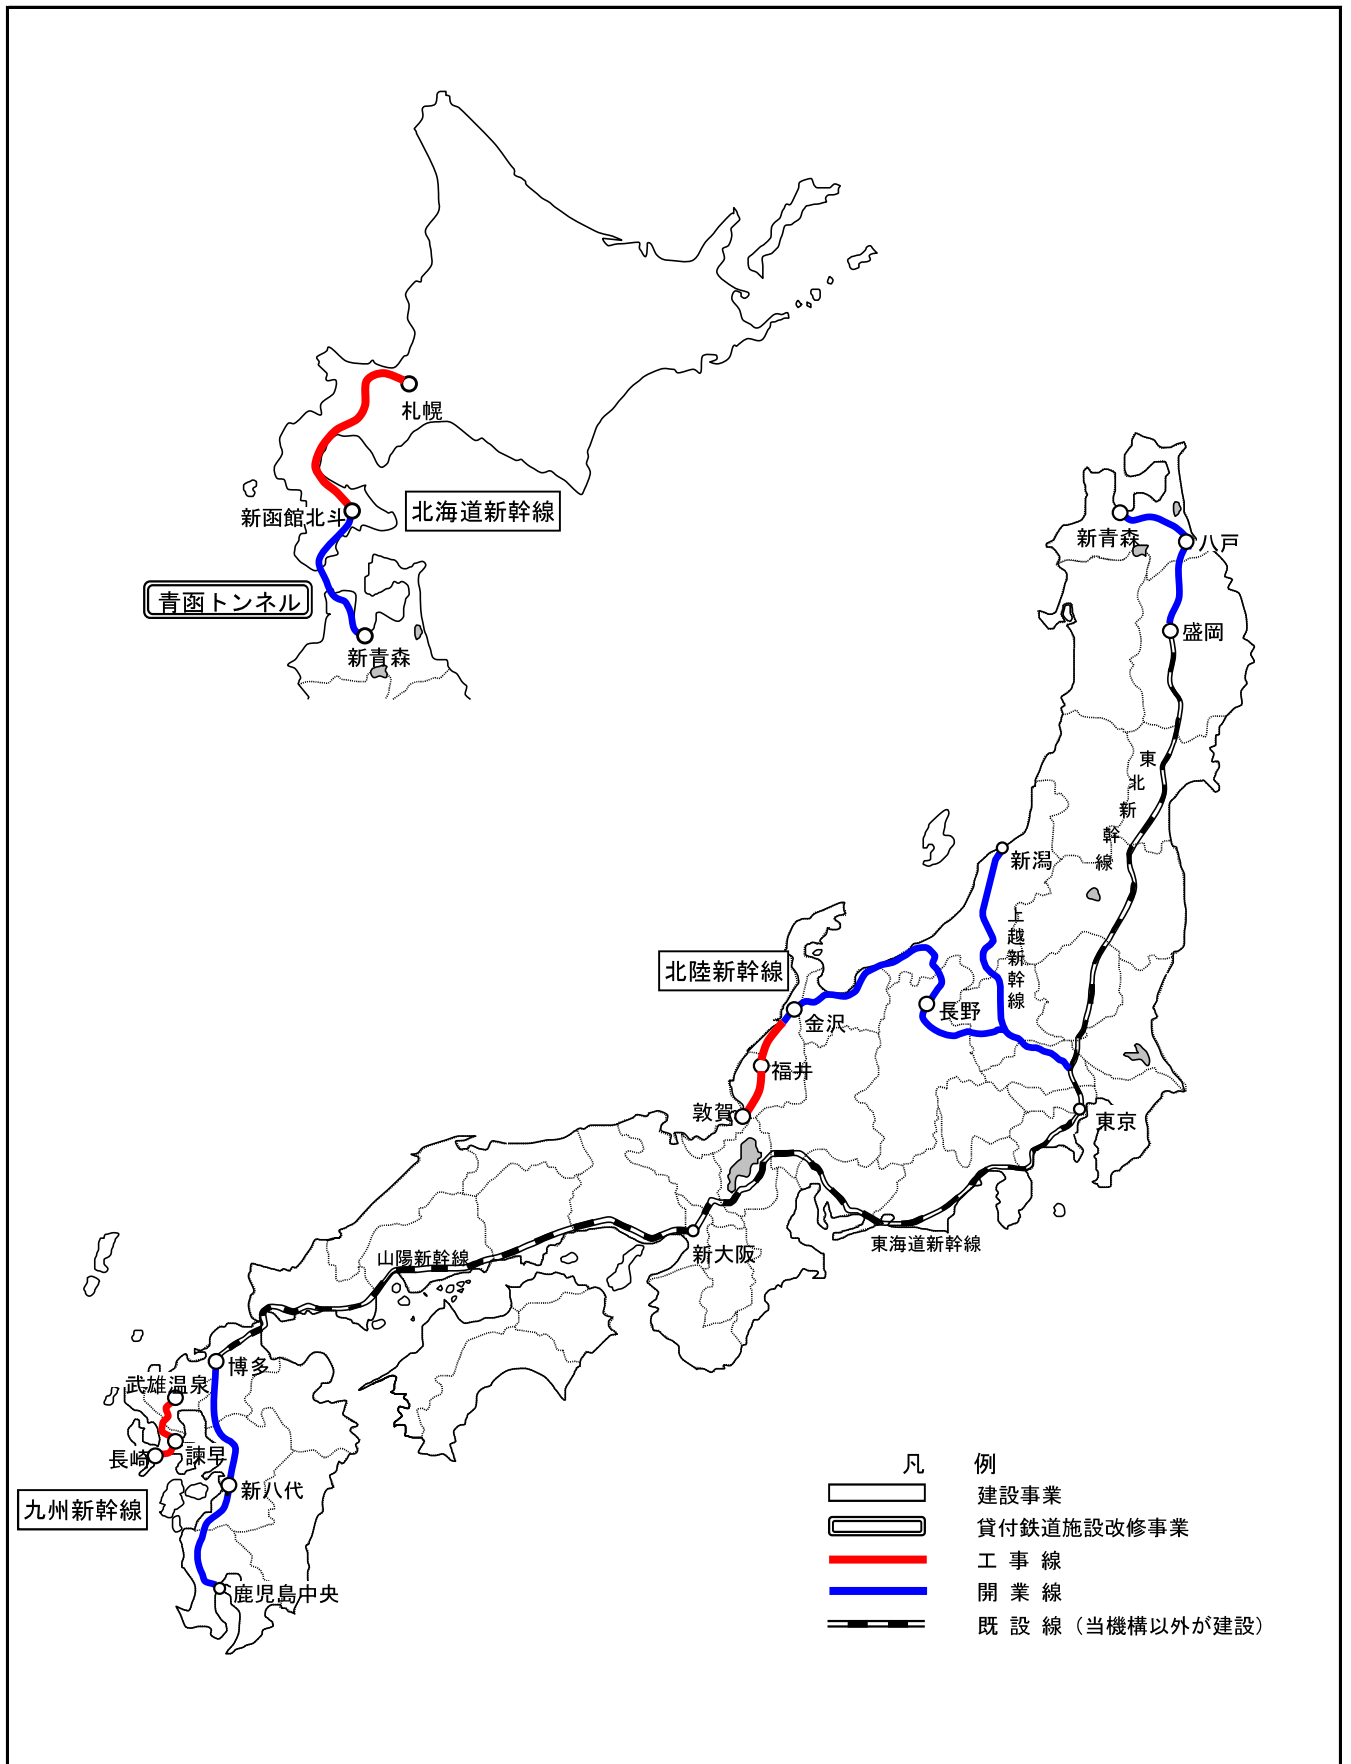 札幌
新函館北斗
北海道新幹線
青函トンネル
新青森
新青森
八戸
盛岡
東北新幹線
新潟
上越新幹線
北陸新幹線
長野
金沢
福井
敦賀
東京
東海道新幹線
新大阪
山陽新幹線
博多
武雄温泉
諫早
長崎
新八代
九州新幹線
鹿児島中央
凡 例
建設事業
貸付鉄道施設改修事業
工事線
開業線
既設線（当機構以外が建設）